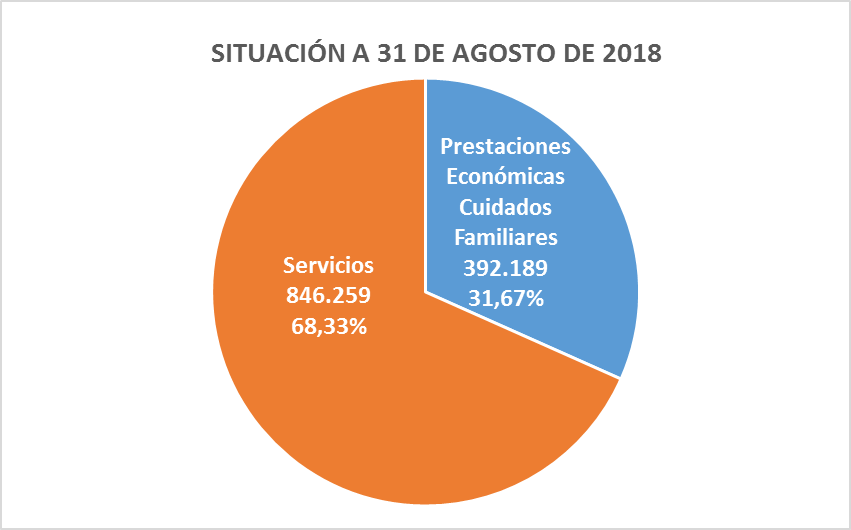 SITUACIÓN A 31 DE AGOSTO DE 2018
Prestaciones
Económicas
Cuidados
Familiares
392.189
31,67%
Servicios
846.259
68,33%